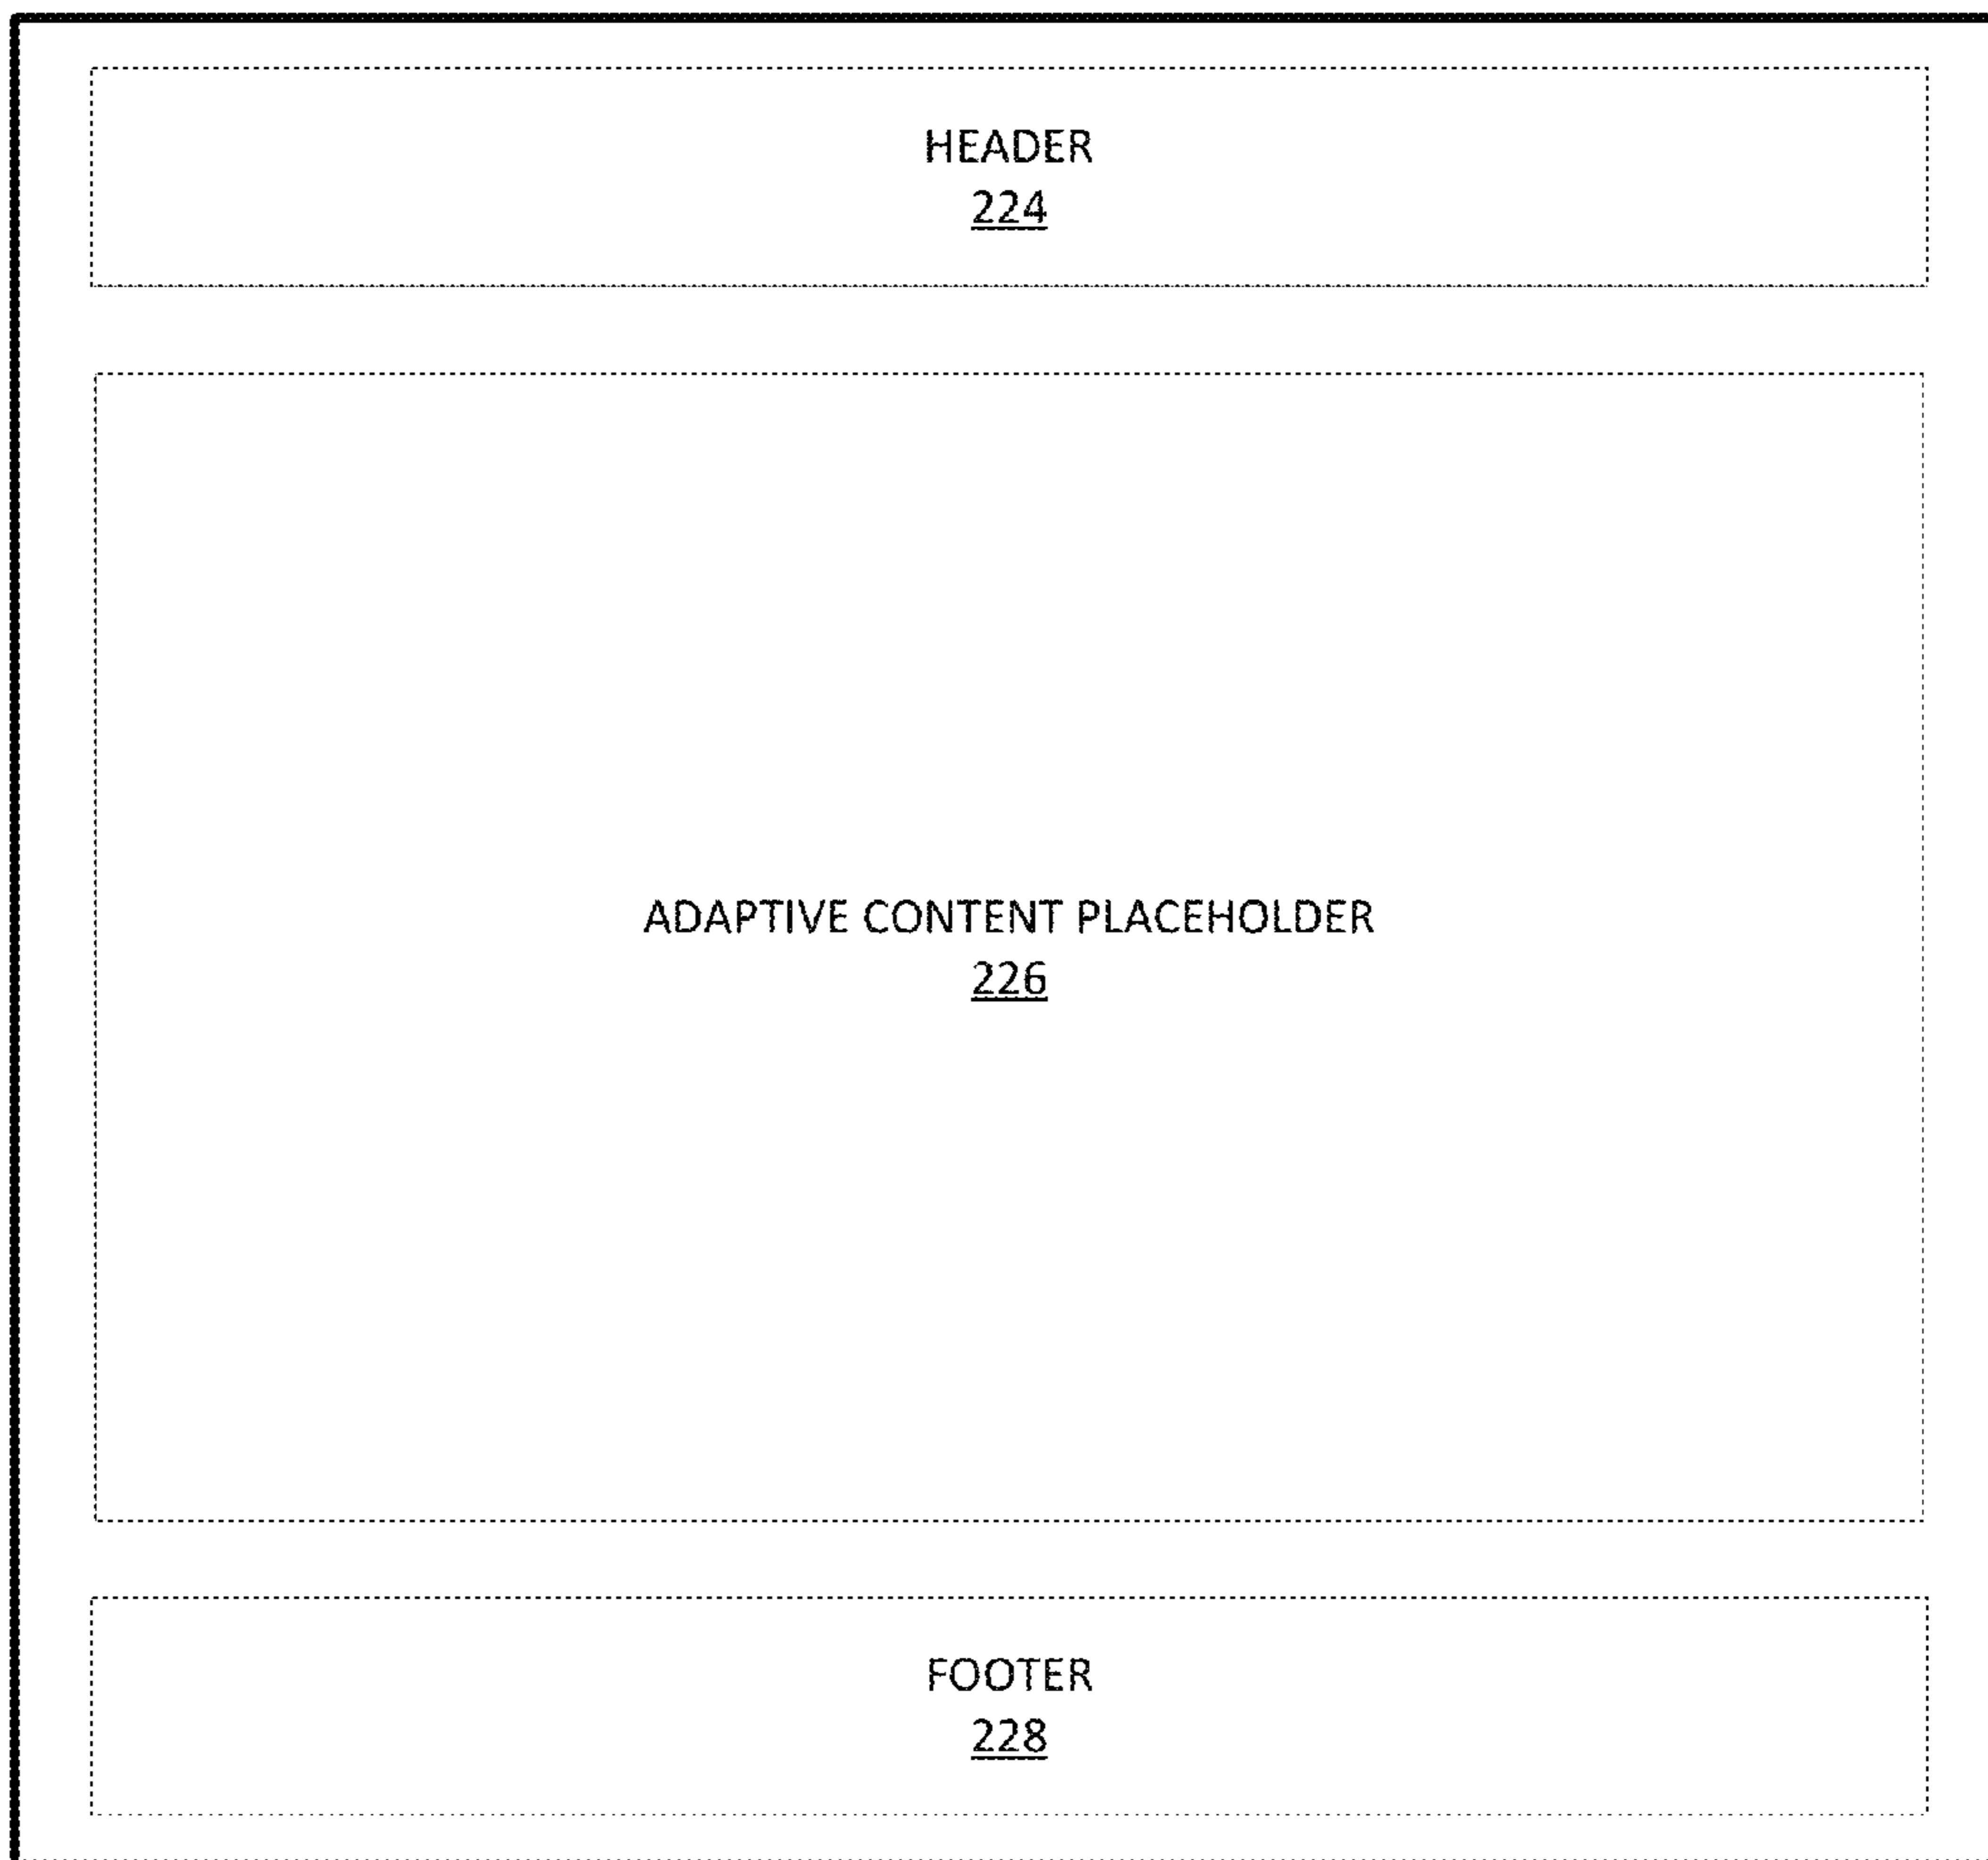 HEADER
224
ADAPTIVE CONTENT PLACEHOLDER
226
FOOTER
228